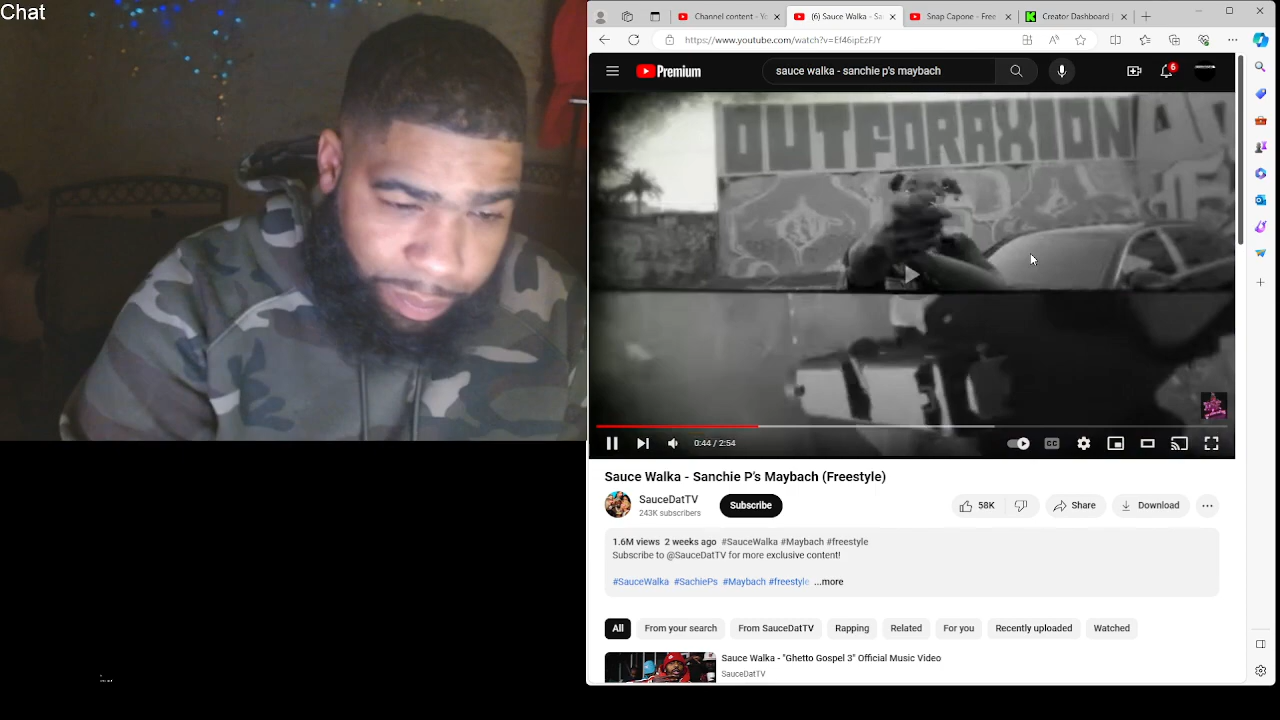 Chat
Channel content - Yo
(6) Sauce Walka - Sa
Snap Capone - Free
Creator Dashboard |
https://www.youtube.com/watch?v=Ef46ipEzFJY
Premium
sauce walka - sanchie p's maybach
6
OUTFORAXION
0:44 / 2:54
CC
Sauce Walka - Sanchie P's Maybach (Freestyle)
SauceDatTV
243K subscribers
Subscribe
58K
Share
Download
1.6M views 2 weeks ago #SauceWalka #Maybach #freestyle
Subscribe to @SauceDatTV for more exclusive content!
#SauceWalka #SachiePs #Maybach #freestyle ...more
All
From your search
From SauceDatTV
Rapping
Related
For you
Recently uploaded
Watched
Sauce Walka - "Ghetto Gospel 3" Official Music Video
SauceDatTV